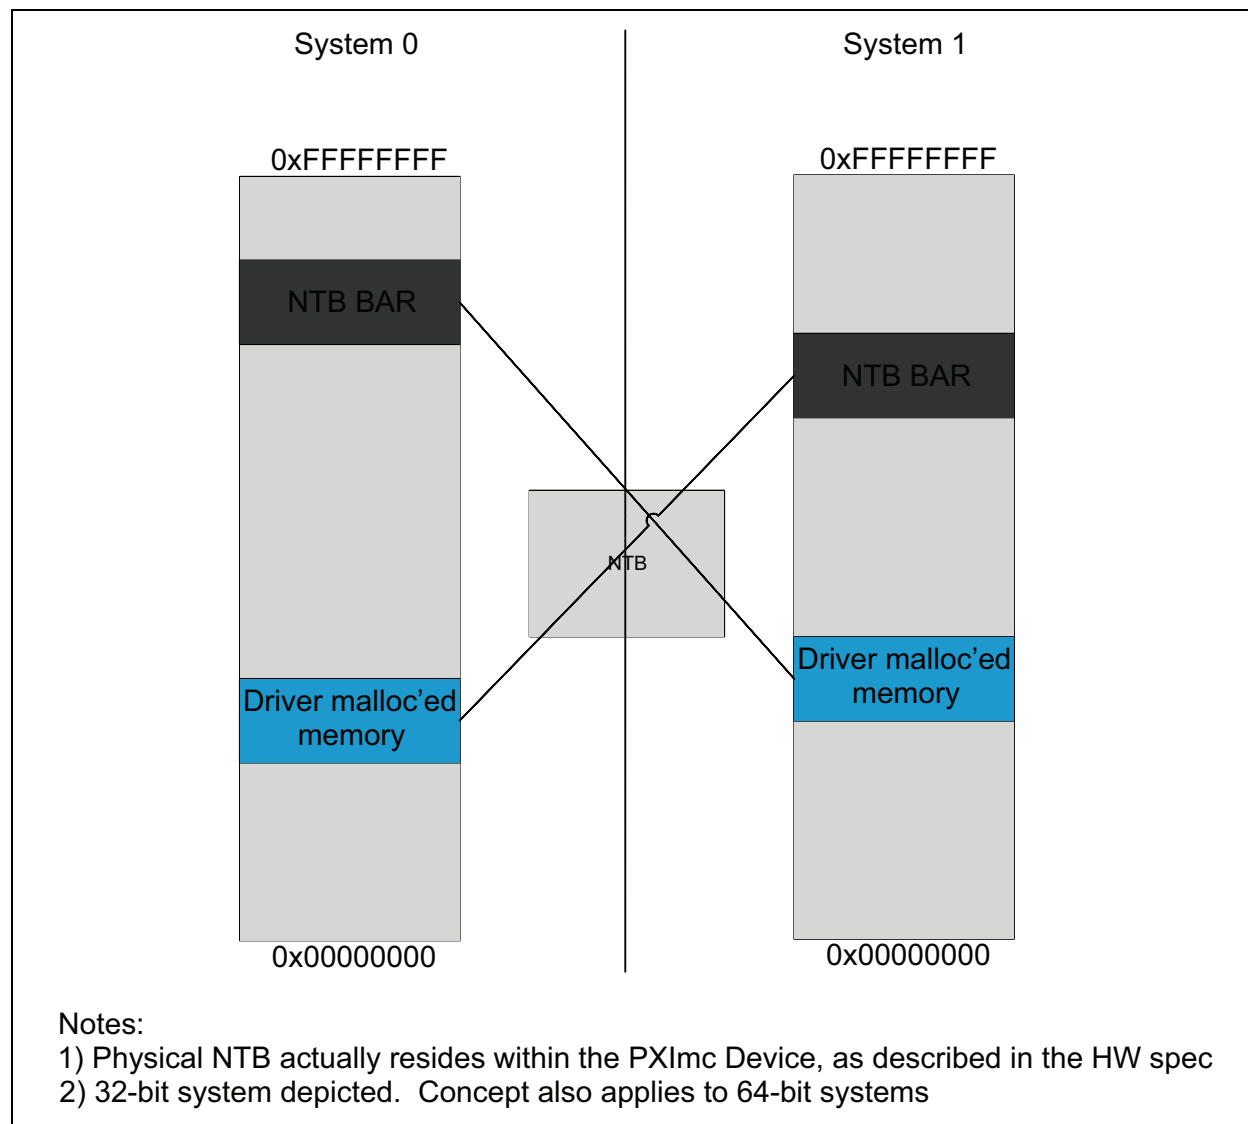 System 0
System 1
0xFFFFFFFF
0xFFFFFFFF
NTB BAR
NTB BAR
NTB
Driver malloc'ed
memory
Driver malloc'ed
memory
0x00000000
0x00000000
Notes:
1) Physical NTB actually resides within the PXImc Device, as described in the HW spec
2) 32-bit system depicted.  Concept also applies to 64-bit systems